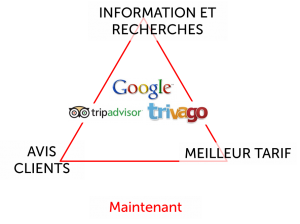 INFORMATION ET
RECHERCHES
Google
tripadvisor
trivago
AVIS
CLIENTS
MEILLEUR TARIF
Maintenant